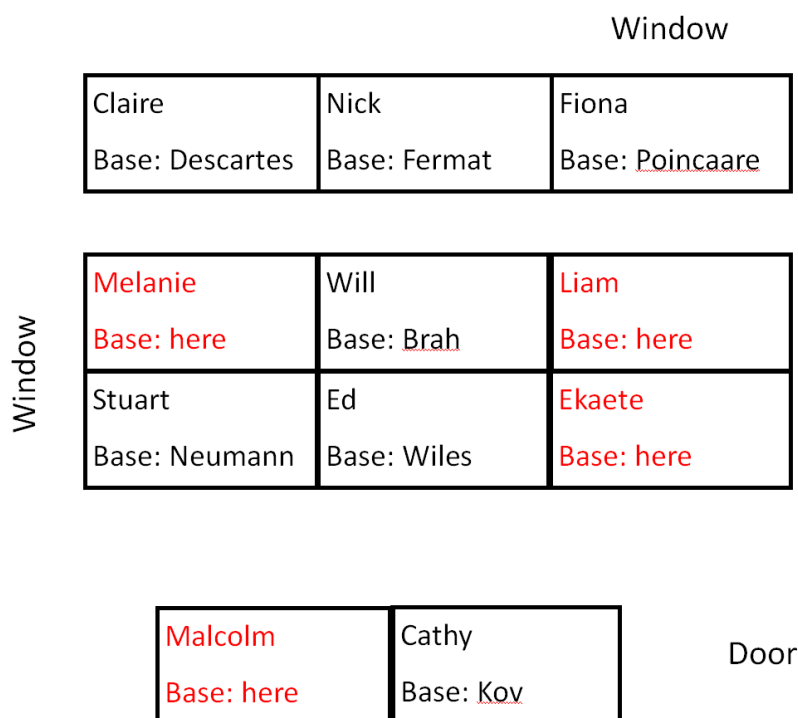 Window
Claire
Base: Descartes
Nick
Base: Fermat
Fiona
Base: Poincaare
Window
Melanie
Base: here
Will
Base: Brah
Liam
Base: here
Stuart
Base: Neumann
Ed
Base: Wiles
Ekaete
Base: here
Malcolm
Base: here
Cathy
Base: Kov
Door